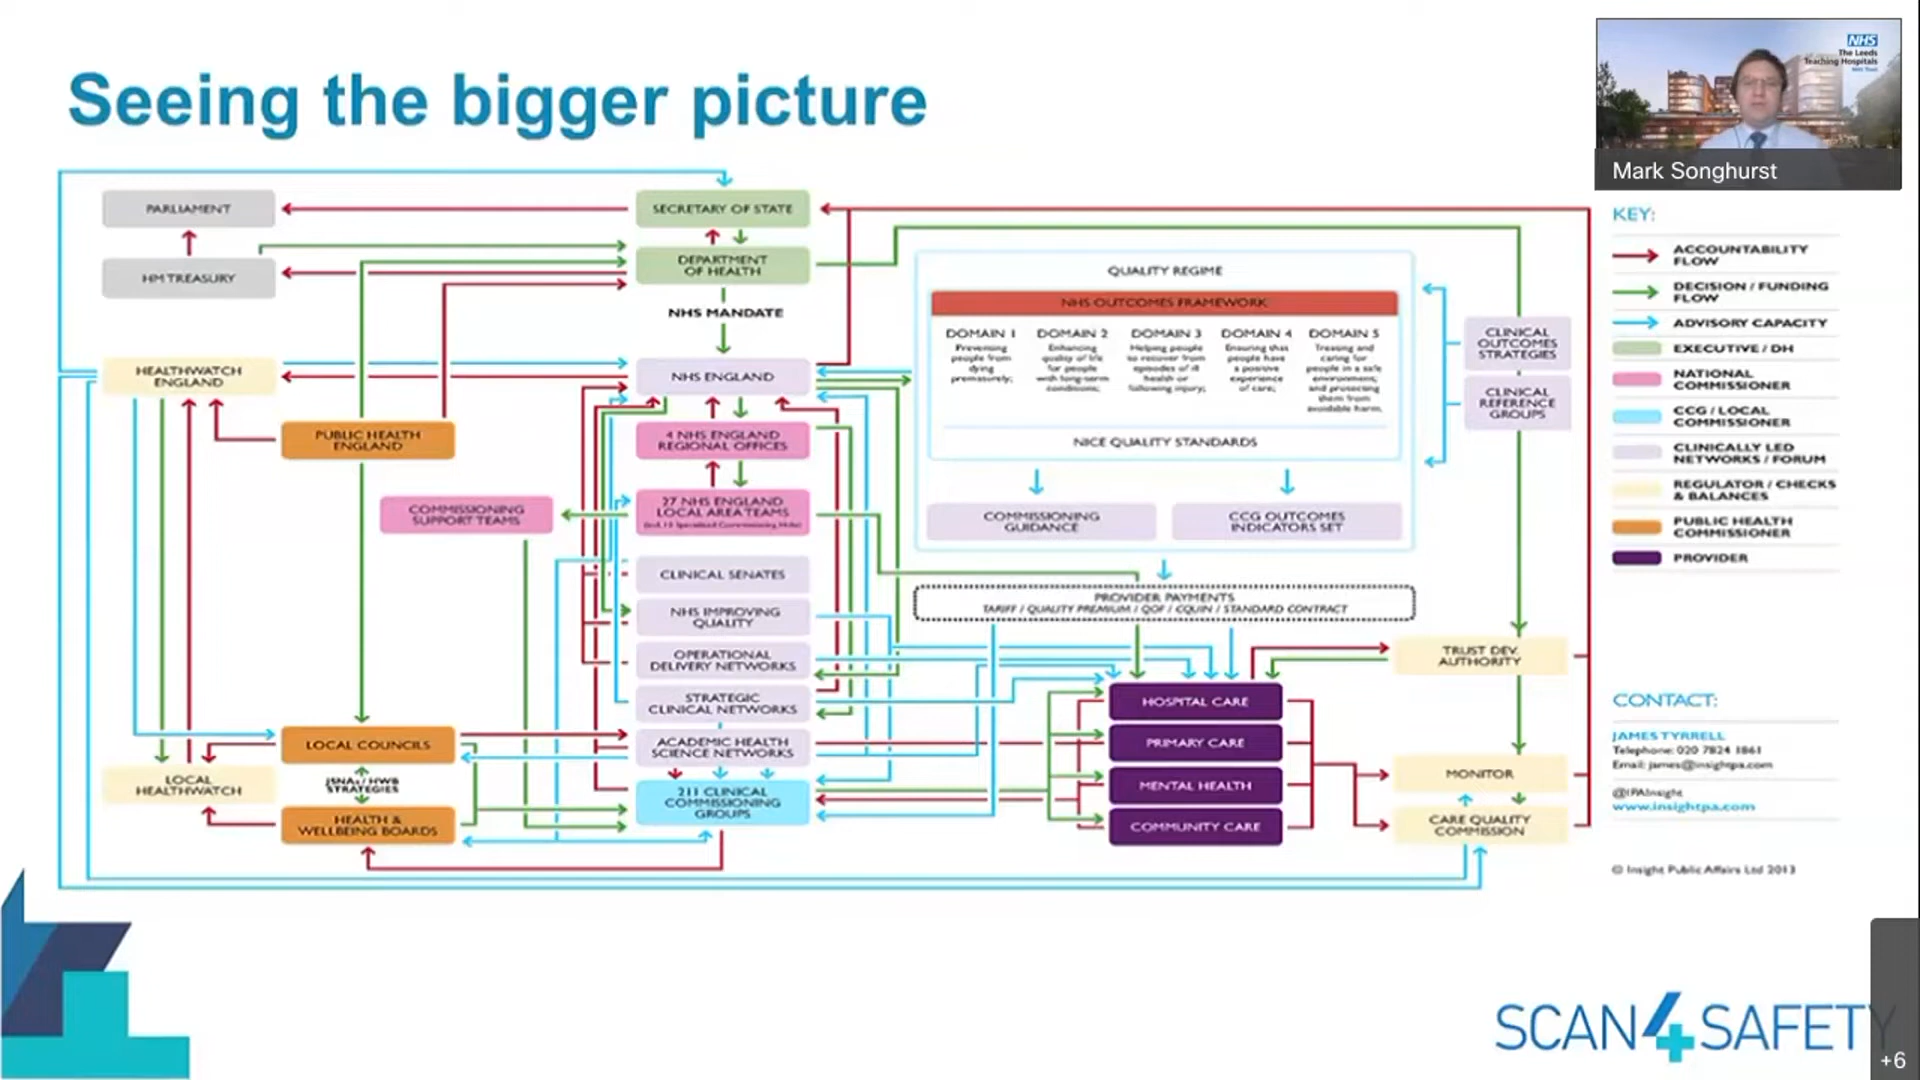 Seeing the bigger picture
NHS
The Leeds
Teaching Hospitals
Mark Songhurst
PARLIAMENT
HM TREASURY
SECRETARY OF STATE
DEPARTMENT
OF HEALTH
NHS MANDATE
HEALTHWATCH
ENGLAND
PUBLIC HEALTH
ENGLAND
NHS ENGLAND
4 NHS ENGLAND
REGIONAL OFFICES
COMMISSIONING
SUPPORT TEAMS
27 NHS ENGLAND
LOCAL AREA TEAMS
CLINICAL SENATES
NHS IMPROVING
QUALITY
OPERATIONAL
DELIVERY NETWORKS
STRATEGIC
CLINICAL NETWORKS
ACADEMIC HEALTH
SCIENCE NETWORKS
211 CLINICAL
COMMISSIONING
GROUPS
LOCAL COUNCILS
JSNAs / HWB
STRATEGIES
HEALTH &
WELLBEING BOARDS
LOCAL
HEALTHWATCH
QUALITY REGIME
NHS OUTCOMES FRAMEWORK
DOMAIN 1
Preventing
people from
dying
prematurely;
DOMAIN 2
Enhancing
quality of life
for people
with long-term
conditions;
DOMAIN 3
Helping people
to recover from
episodes of ill
health or
following injury;
DOMAIN 4
Ensuring that
people have
a positive
experience
of care;
DOMAIN 5
Treating and
caring for
people in a safe
environment;
and protecting
them from
avoidable harm.
NICE QUALITY STANDARDS
COMMISSIONING
GUIDANCE
CCG OUTCOMES
INDICATORS SET
PROVIDER PAYMENTS
TARIFF / QUALITY PREMIUM / QOF / CQUIN / STANDARD CONTRACT
HOSPITAL CARE
PRIMARY CARE
MENTAL HEALTH
COMMUNITY CARE
CLINICAL
OUTCOMES
STRATEGIES
CLINICAL
REFERENCE
GROUPS
TRUST DEV.
AUTHORITY
MONITOR
CARE QUALITY
COMMISSION
KEY:
ACCOUNTABILITY
FLOW
DECISION / FUNDING
FLOW
ADVISORY CAPACITY
EXECUTIVE / DH
NATIONAL
COMMISSIONER
CCG / LOCAL
COMMISSIONER
CLINICALLY LED
NETWORKS / FORUM
REGULATOR / CHECKS
& BALANCES
PUBLIC HEALTH
COMMISSIONER
PROVIDER
CONTACT:
JAMES TYRRELL
Telephone: 020 7824 1861
Email: james@insightpa.com
@IPAInsight
www.insightpa.com
© Insight Public Affairs Ltd 2013
SCAN4SAFETY
+6